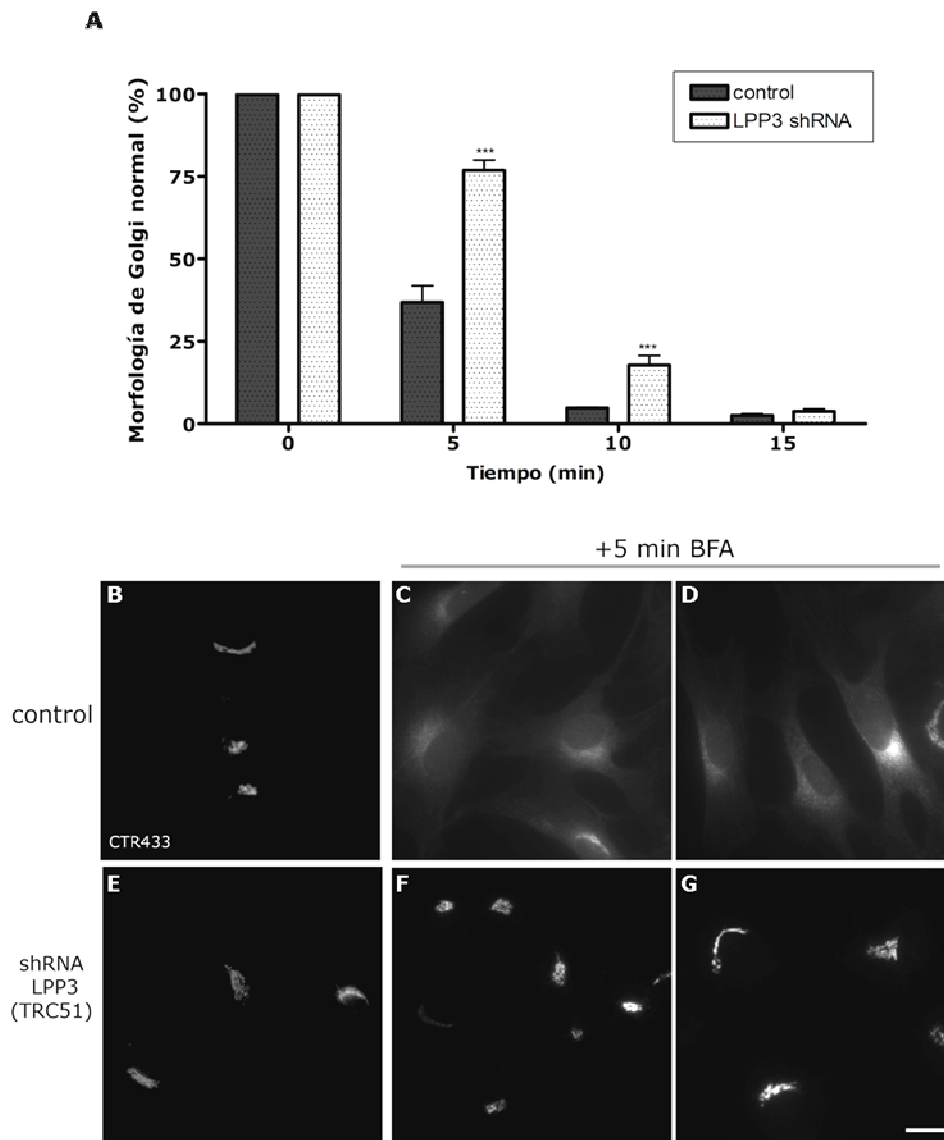 A
control
LPP3 shRNA
Morfología de Golgi normal (%)
100
75
50
25
0
***
***
0 5 10 15
Tiempo (min)
+5 min BFA
B C D
control
CTR433
E F G
shRNA
LPP3
(TRC51)